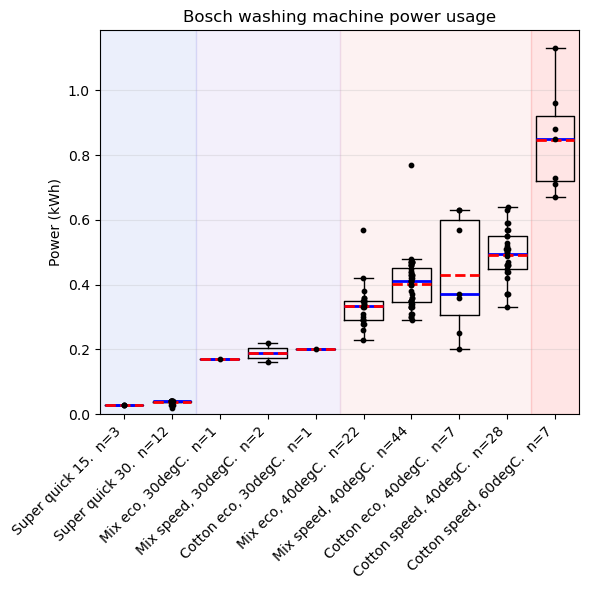 Bosch washing machine power usage
Power (kWh)
1.0
0.8
0.6
0.4
0.2
0.0
Super quick 15.  n=3
Super quick 30.  n=12
Mix eco, 30degC.  n=1
Mix speed, 30degC.  n=2
Cotton eco, 30degC.  n=1
Mix eco, 40degC.  n=22
Mix speed, 40degC.  n=44
Cotton eco, 40degC.  n=7
Cotton speed, 40degC.  n=28
Cotton speed, 60degC.  n=7